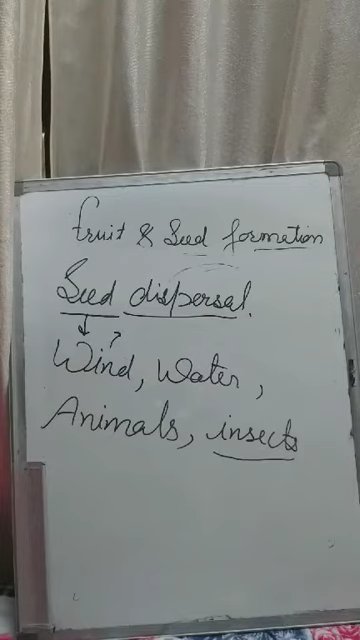 Fruit & Seed formation
Seed dispersal.
Wind, Water,
Animals, insects